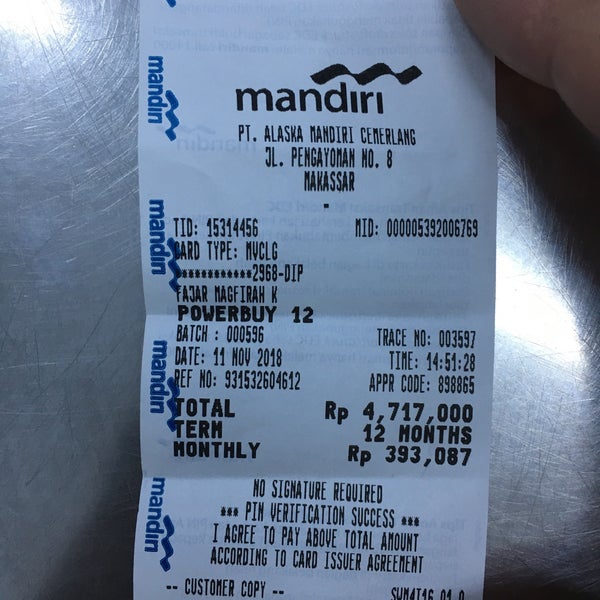 mandiri
PT. ALASKA MANDIRI CEMERLANG
JL. PENGAYOMAN NO. 8
MAKASSAR
-
TID: 15314456 MID: 000005392006769
CARD TYPE: MVCLG
************2968-DIP
FAJAR MAGFIRAH K
POWERBUY 12
BATCH : 000596 TRACE NO: 003597
DATE: 11 NOV 2018 TIME: 14:51:28
REF NO: 931532604612 APPR CODE: 898865
TOTAL Rp 4,717,000
TERM 12 MONTHS
MONTHLY Rp 393,087
NO SIGNATURE REQUIRED
*** PIN VERIFICATION SUCCESS ***
I AGREE TO PAY ABOVE TOTAL AMOUNT
ACCORDING TO CARD ISSUER AGREEMENT
-- CUSTOMER COPY --
mandiri
mandiri
mandiri
mandiri